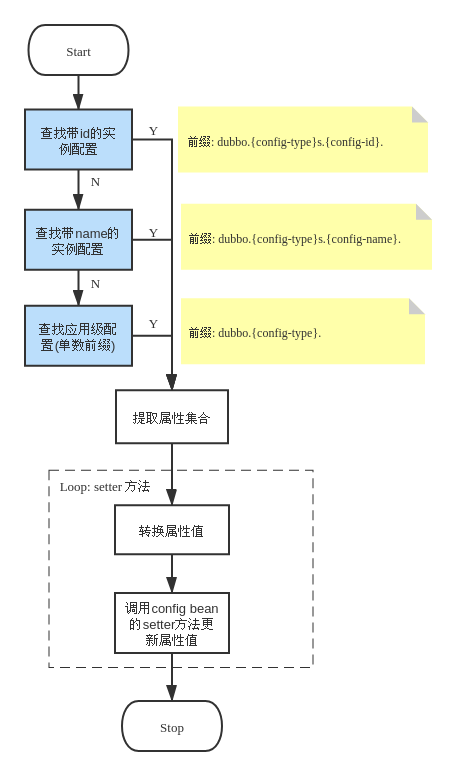 Start
查找带id的实
例配置
Y
前缀: dubbo.{config-type}s.{config-id}.
N
查找带name的
实例配置
Y
前缀: dubbo.{config-type}s.{config-name}.
N
查找应用级配
置(单数前缀)
Y
前缀: dubbo.{config-type}.
提取属性集合
Loop: setter 方法
转换属性值
调用config bean
的setter方法更
新属性值
Stop